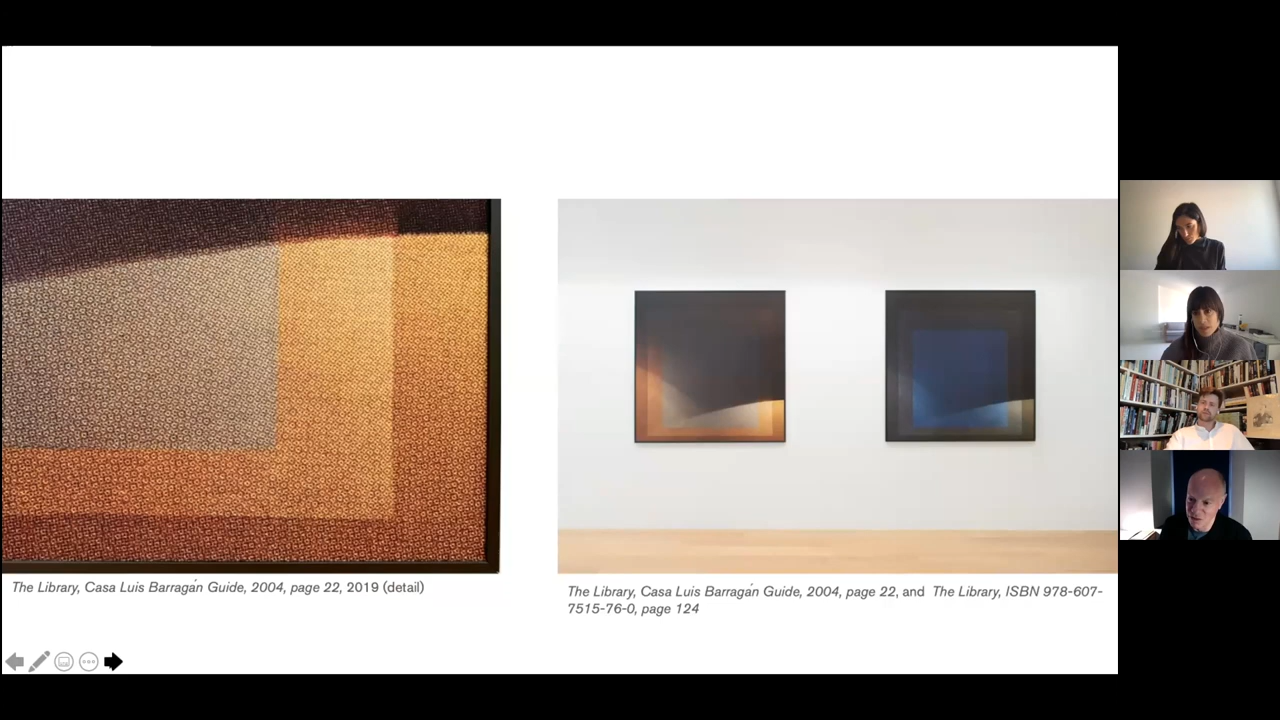 The Library, Casa Luis Barragán Guide, 2004, page 22, 2019 (detail)
The Library, Casa Luis Barragán Guide, 2004, page 22, and The Library, ISBN 978-607-
7515-76-0, page 124